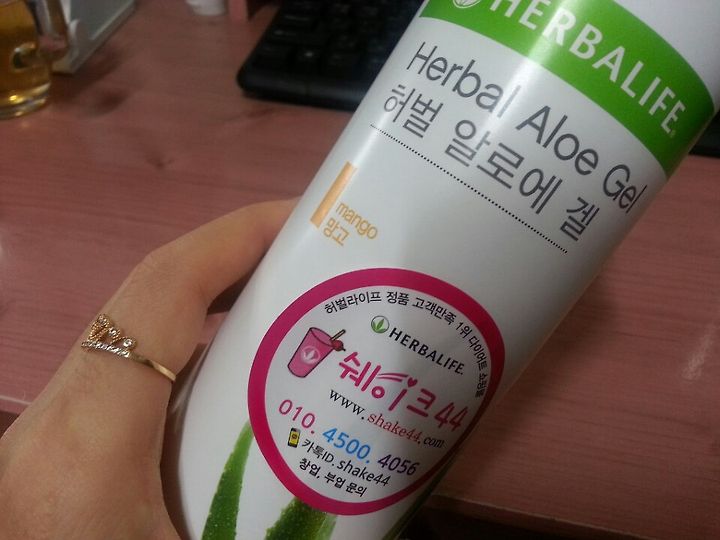 HERBALIFE®
Herbal Aloe Gel
허벌 알로에 겔
mango
망고
허벌라이프 정품 고객만족 1위 다이어트 쇼핑몰
HERBALIFE.
쉐이크44
www.shake44.com
010. 4500. 4056
카톡ID. shake44
창업, 부업 문의